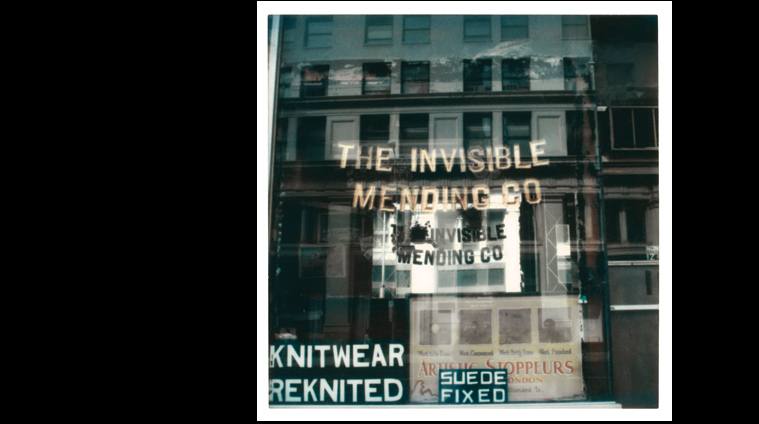 THE INVISIBLE
MENDING CO
INVISIBLE
MENDING CO
ARTISTIC STOPPEURS
LONDON
KNITWEAR
REKNITED
SUEDE
FIXED